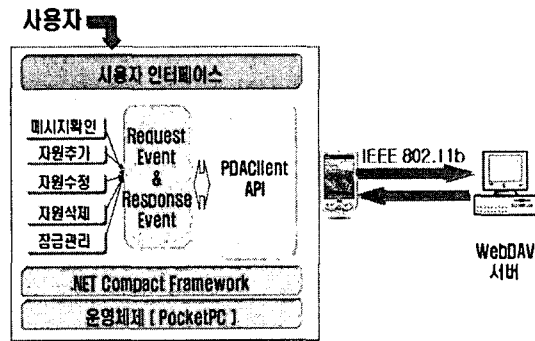 사용자
사용자 인터페이스
메시지확인
자원추가
자원수정
자원삭제
잠금관리
Request
Event
&
Response
Event
PDAClient
API
.NET Compact Framework
운영체제 [ PocketPC ]
IEEE 802.11b
WebDAV
서버